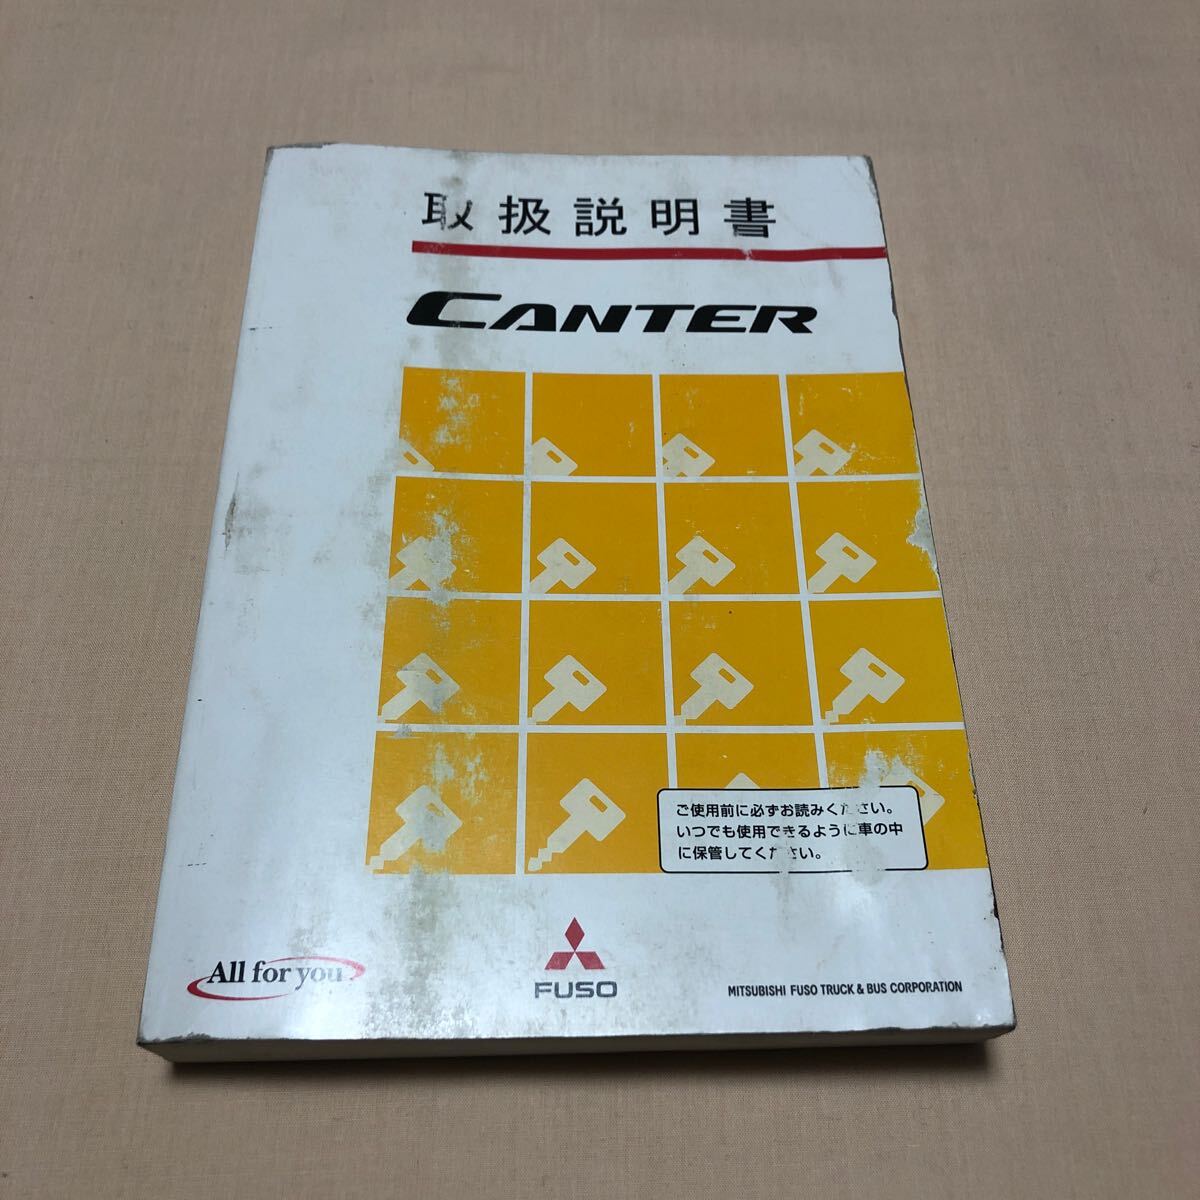 取扱説明書
CANTER
ご使用前に必ずお読みください。
いつでも使用できるように車の中
に保管してください。
All for you
FUSO
MITSUBISHI FUSO TRUCK & BUS CORPORATION